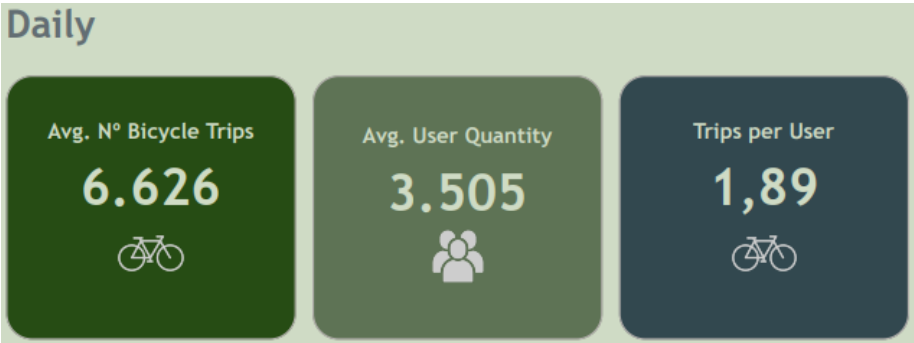 Daily
Avg. Nº Bicycle Trips
6.626
Avg. User Quantity
3.505
Trips per User
1,89